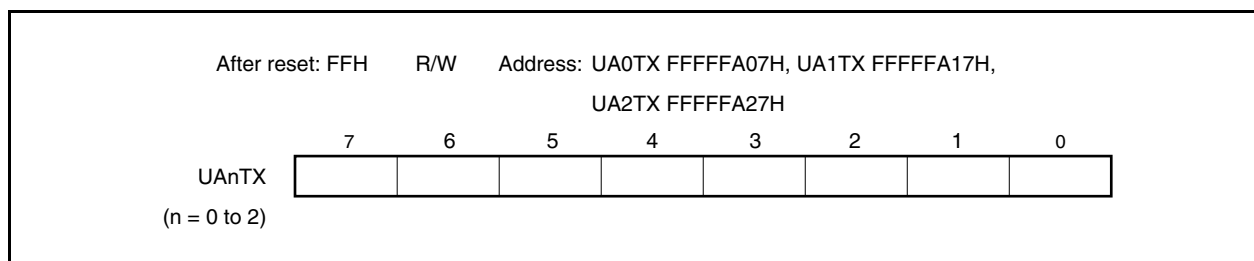 After reset: FFH R/W Address: UA0TX FFFFFA07H, UA1TX FFFFFA17H,
UA2TX FFFFFA27H
7 6 5 4 3 2 1 0
UAnTX
(n = 0 to 2)